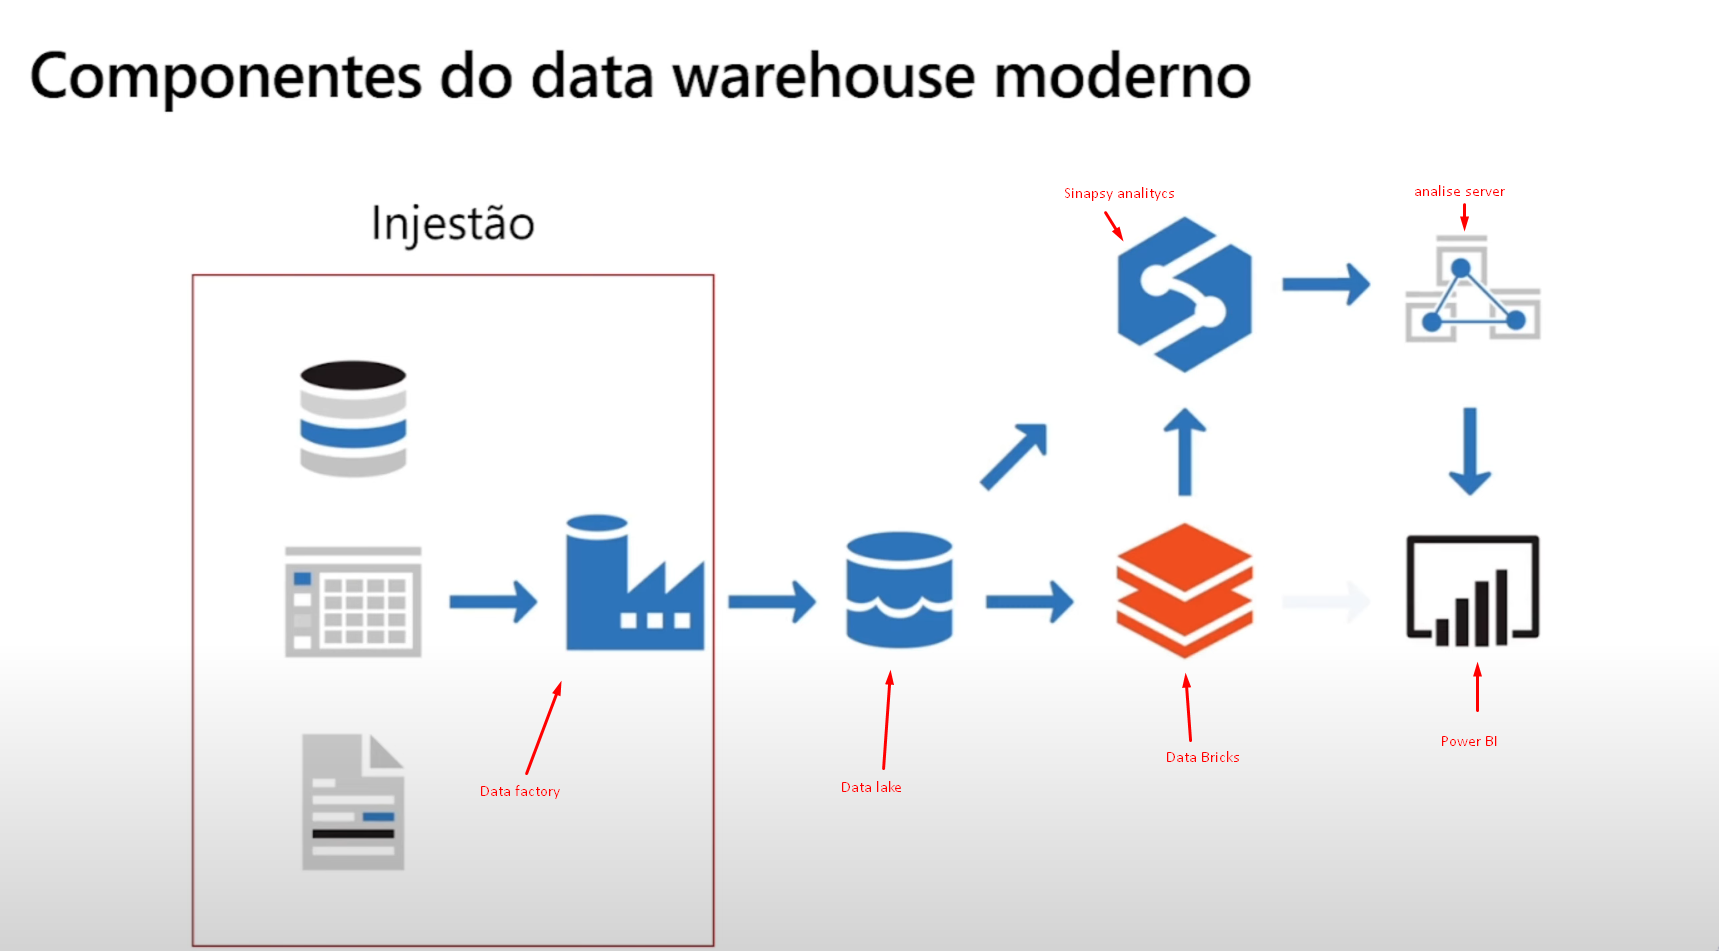 Componentes do data warehouse moderno
Injestão
Sinapsy analitycs
analise server
Data factory
Data lake
Data Bricks
Power BI